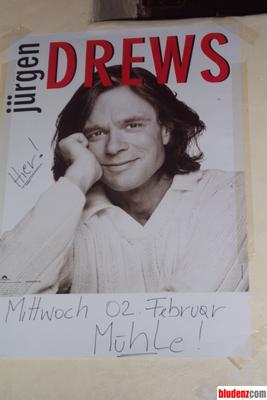 jürgen
DREWS
Hier!
Mittwoch 02. Februar
Mühle!
bludenzcom